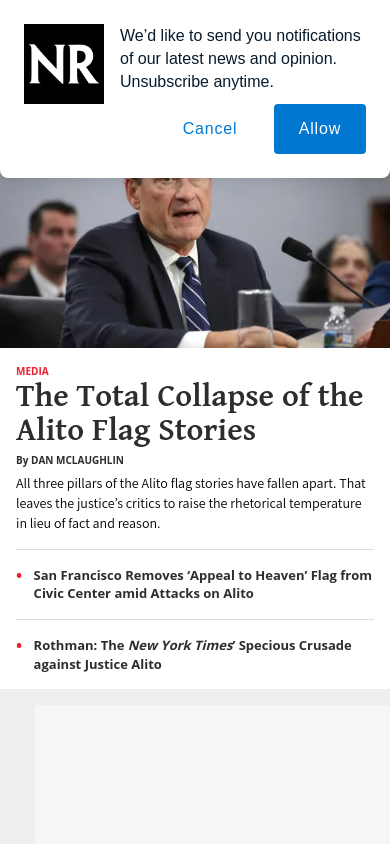 NR
We’d like to send you notifications
of our latest news and opinion.
Unsubscribe anytime.
Cancel
Allow
MEDIA
The Total Collapse of the
Alito Flag Stories
By DAN MCLAUGHLIN
All three pillars of the Alito flag stories have fallen apart. That
leaves the justice’s critics to raise the rhetorical temperature
in lieu of fact and reason.
• San Francisco Removes ‘Appeal to Heaven’ Flag from
Civic Center amid Attacks on Alito
• Rothman: The New York Times’ Specious Crusade
against Justice Alito